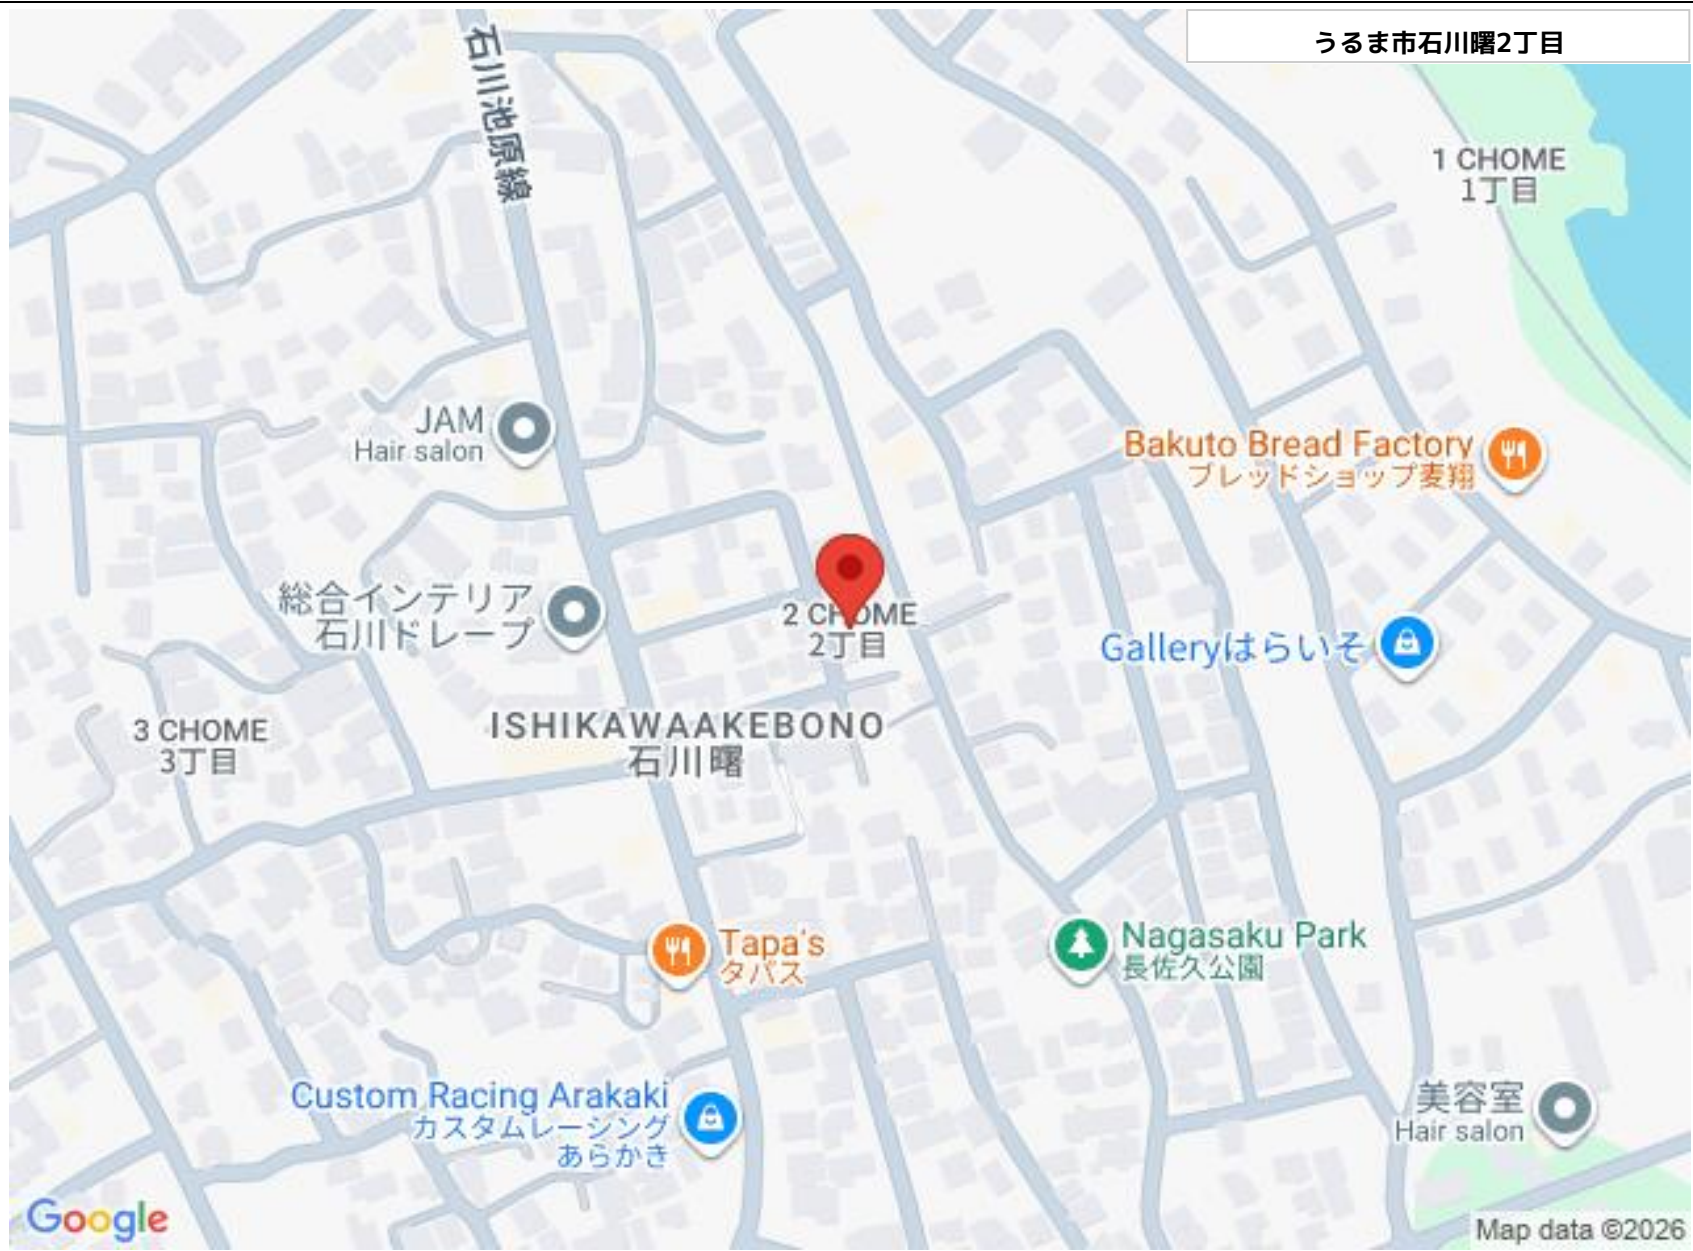 うるま市石川曙2丁目
石川池原線
1 CHOME
1丁目
JAM
Hair salon
Bakuto Bread Factory
ブレッドショップ麦翔
総合インテリア
石川ドレープ
2 CHOME
2丁目
Galleryはらいそ
3 CHOME
3丁目
ISHIKAWAAKEBONO
石川曙
Tapa's
タパス
Nagasaku Park
長佐久公園
Custom Racing Arakaki
カスタムレーシング
あらかき
美容室
Hair salon
Google
Map data ©2026